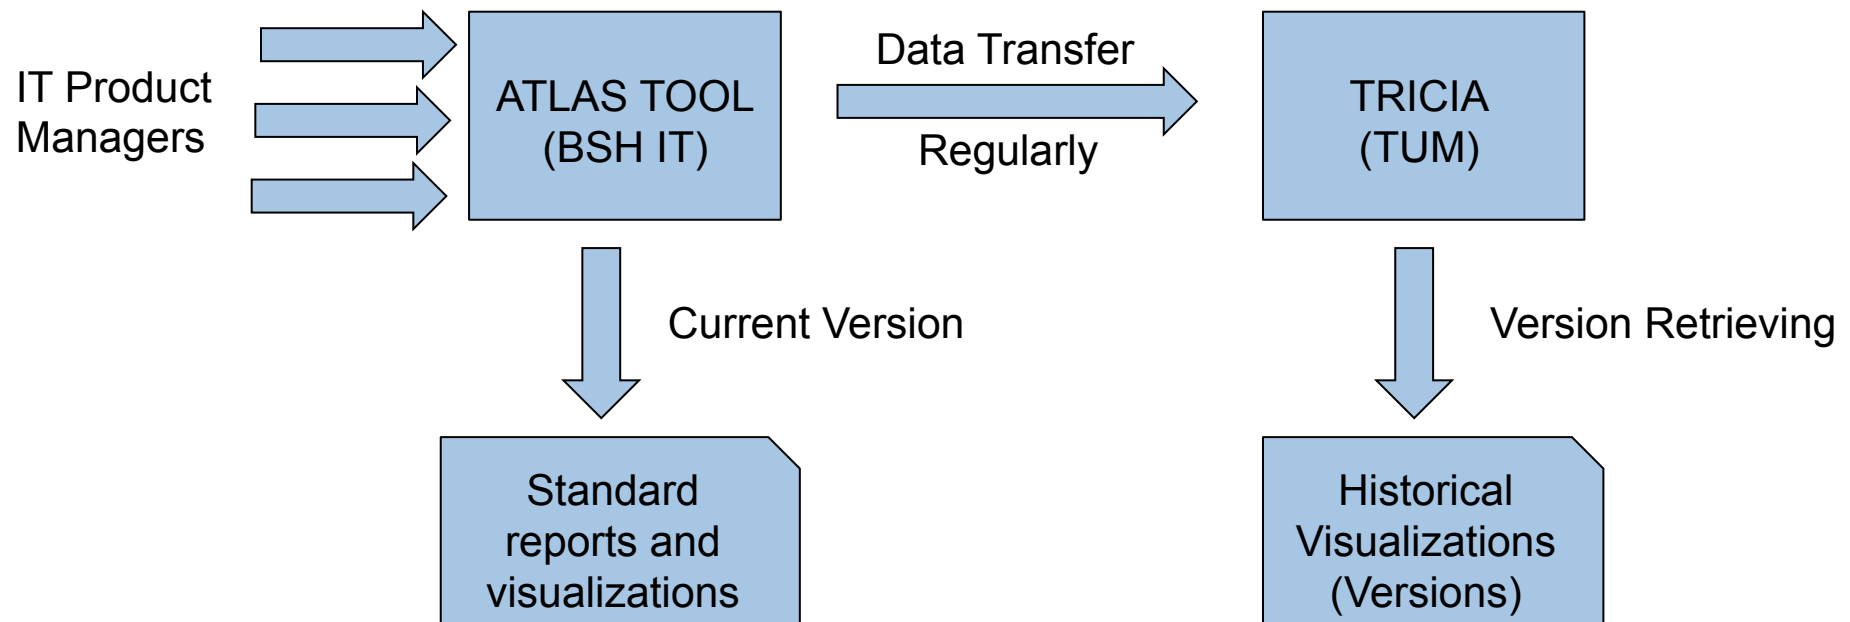 IT Product
Managers
ATLAS TOOL
(BSH IT)
Data Transfer
Regularly
TRICIA
(TUM)
Current Version
Version Retrieving
Standard
reports and
visualizations
Historical
Visualizations
(Versions)